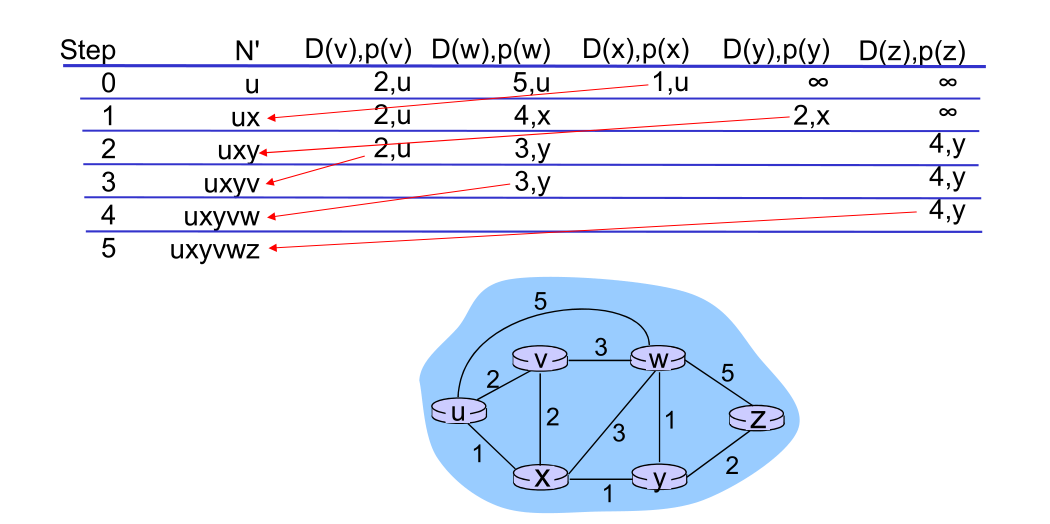 Step N' D(v),p(v) D(w),p(w) D(x),p(x) D(y),p(y) D(z),p(z)
0 u 2,u 5,u 1,u ∞ ∞
1 ux 2,u 4,x 2,x ∞
2 uxy 2,u 3,y 4,y
3 uxyv 3,y 4,y
4 uxyvw 4,y
5 uxyvwz
5
v 3 w
2 5
u 2 3 1 z
1 2
x 1 y